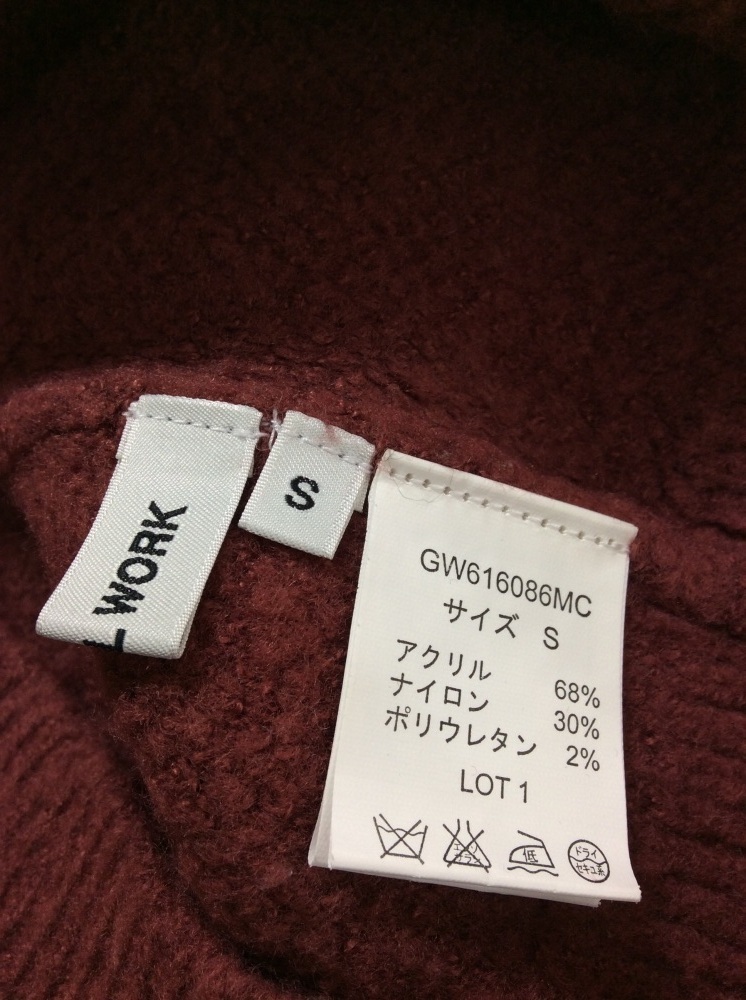 WORK
S
GW616086MC
サイズ S
アクリル 68%
ナイロン 30%
ポリウレタン 2%
LOT 1
低
ドライ
セキユ系